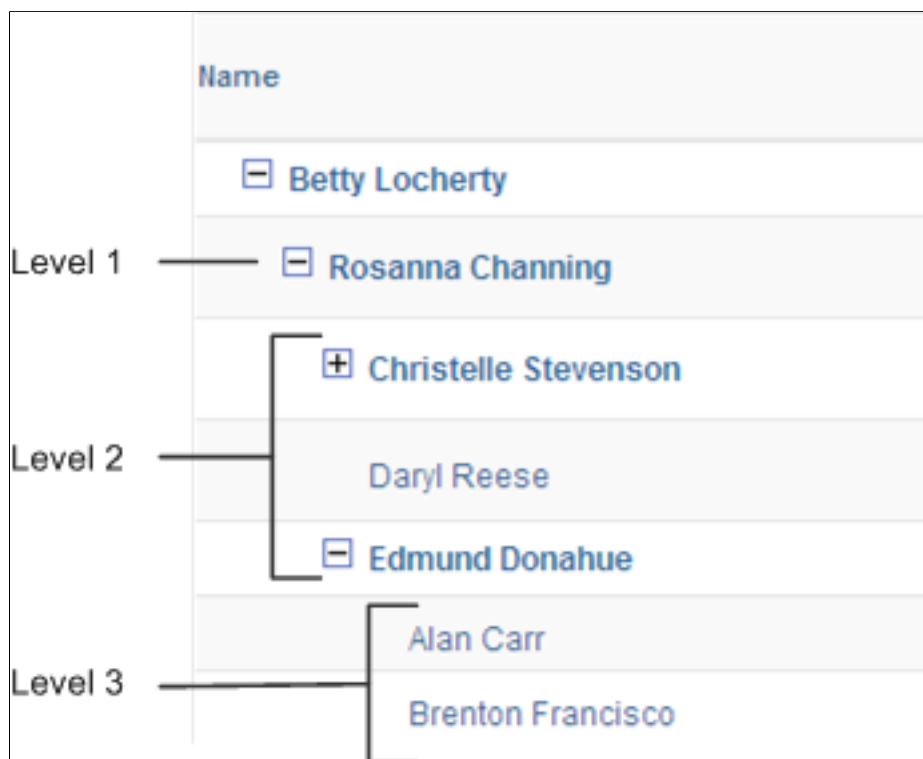 Name
Betty Locherty
Level 1
Rosanna Channing
Christelle Stevenson
Level 2
Daryl Reese
Edmund Donahue
Alan Carr
Level 3
Brenton Francisco